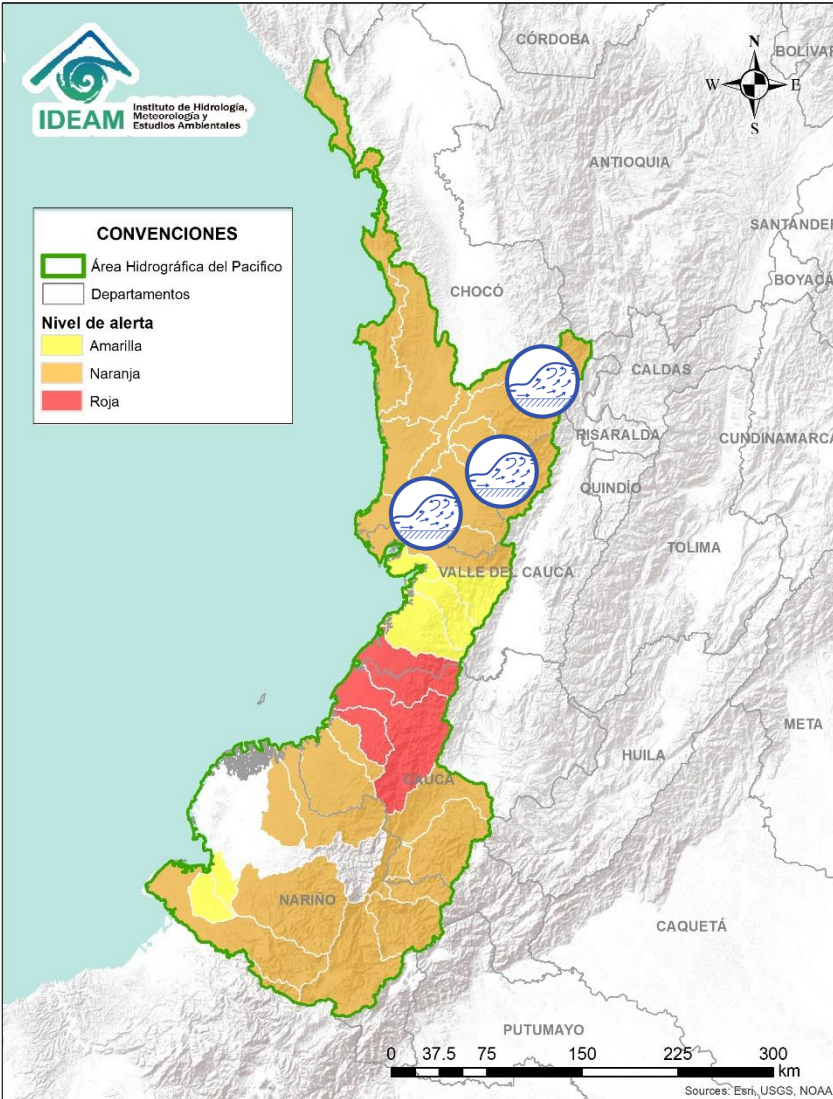 IDEAM
Instituto de Hidrología,
Meteorología y
Estudios Ambientales
CONVENCIONES
Área Hidrográfica del Pacifico
Departamentos
Nivel de alerta
Amarilla
Naranja
Roja
N
W
E
S
CÓRDOBA
BOLÍVAR
ANTIOQUIA
SANTANDER
BOYACÁ
CHOCÓ
CALDAS
RISARALDA
CUNDINAMARCA
QUINDÍO
TOLIMA
VALLE DEL CAUCA
META
HUILA
CAUCA
NARIÑO
CAQUETÁ
PUTUMAYO
0 37.5 75 150 225 300
km
Sources: Esri, USGS, NOAA